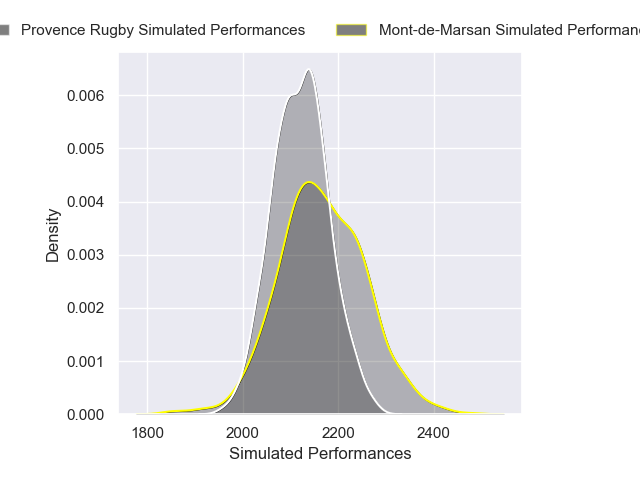 Provence Rugby Simulated Performances
Mont-de-Marsan Simulated
0.006
0.005
0.004
0.003
0.002
0.001
0.000
Density
1800 2000 2200 2400
Simulated Performances